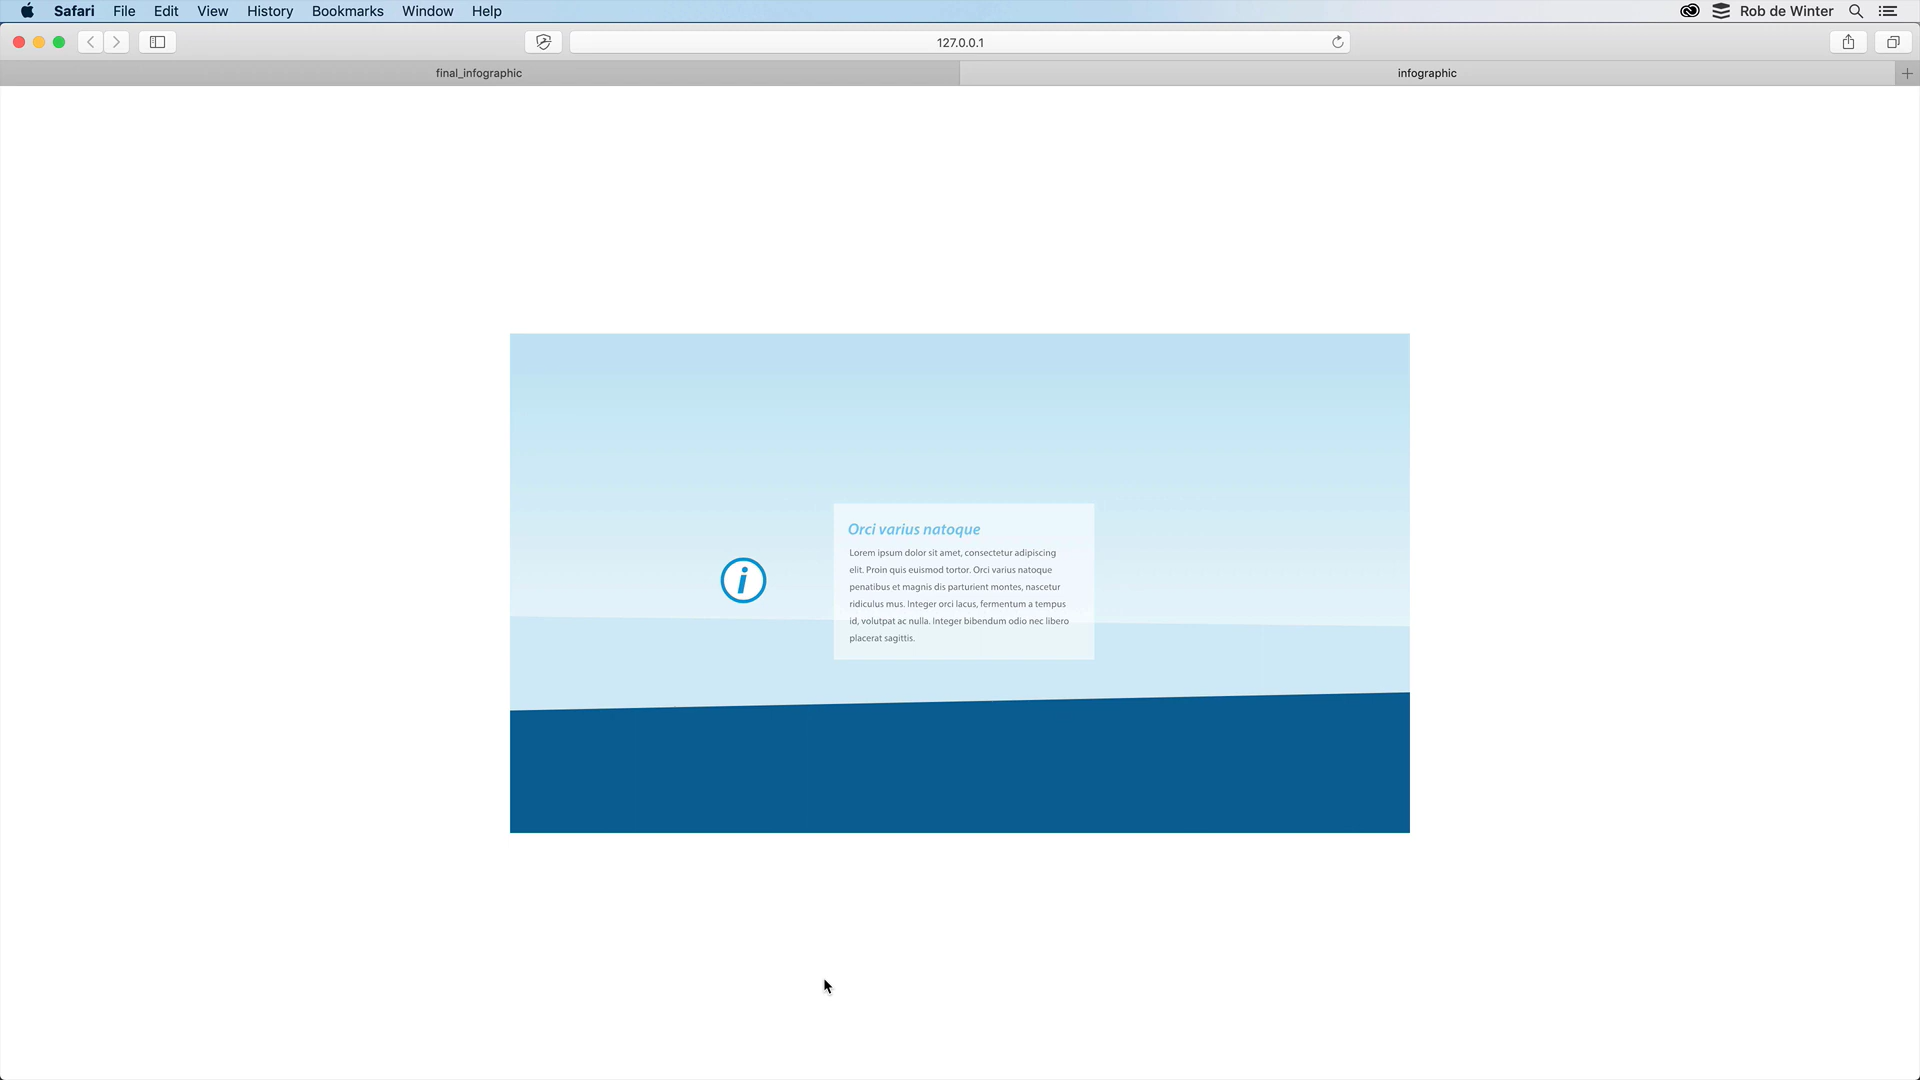 Safari File Edit View History Bookmarks Window Help Rob de Winter
127.0.0.1
final_infographic infographic
Orci varius natoque
Lorem ipsum dolor sit amet, consectetur adipiscing
elit. Proin quis euismod tortor. Orci varius natoque
penatibus et magnis dis parturient montes, nascetur
ridiculus mus. Integer orci lacus, fermentum a tempus
id, volutpat ac nulla. Integer bibendum odio nec libero
placerat sagittis.
i